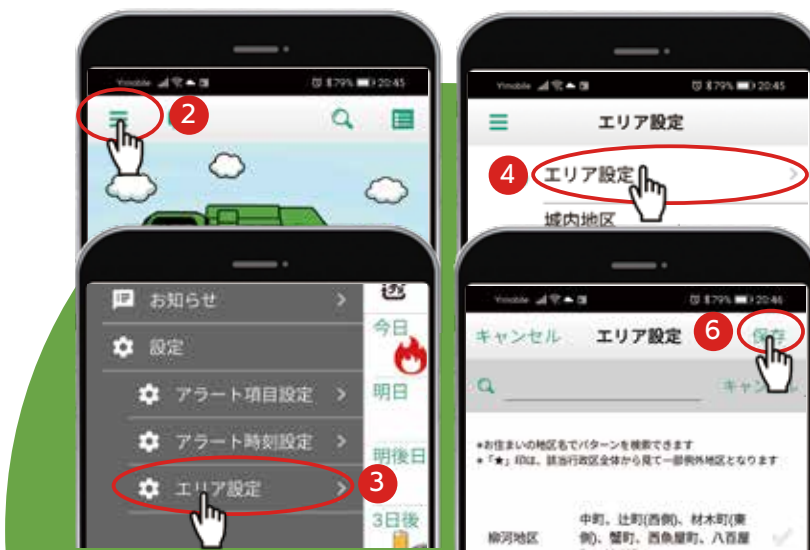 Y!mobile
79% 20:45
2
お知らせ
設定
アラート項目設定
アラート時刻設定
エリア設定
3
今日
明日
明後日
3日後
Y!mobile
79% 20:45
エリア設定
4
エリア設定
城内地区
Y!mobile
79% 20:46
キャンセル
エリア設定
6
保存
キャン
*お住まいの地区名でパターンを検索できます
*「★」印は、該当行政区全体から見て一部例外地区となります
柳河地区
中町、辻町(西側)、材木町(東
側)、蟹町、西魚屋町、八百屋